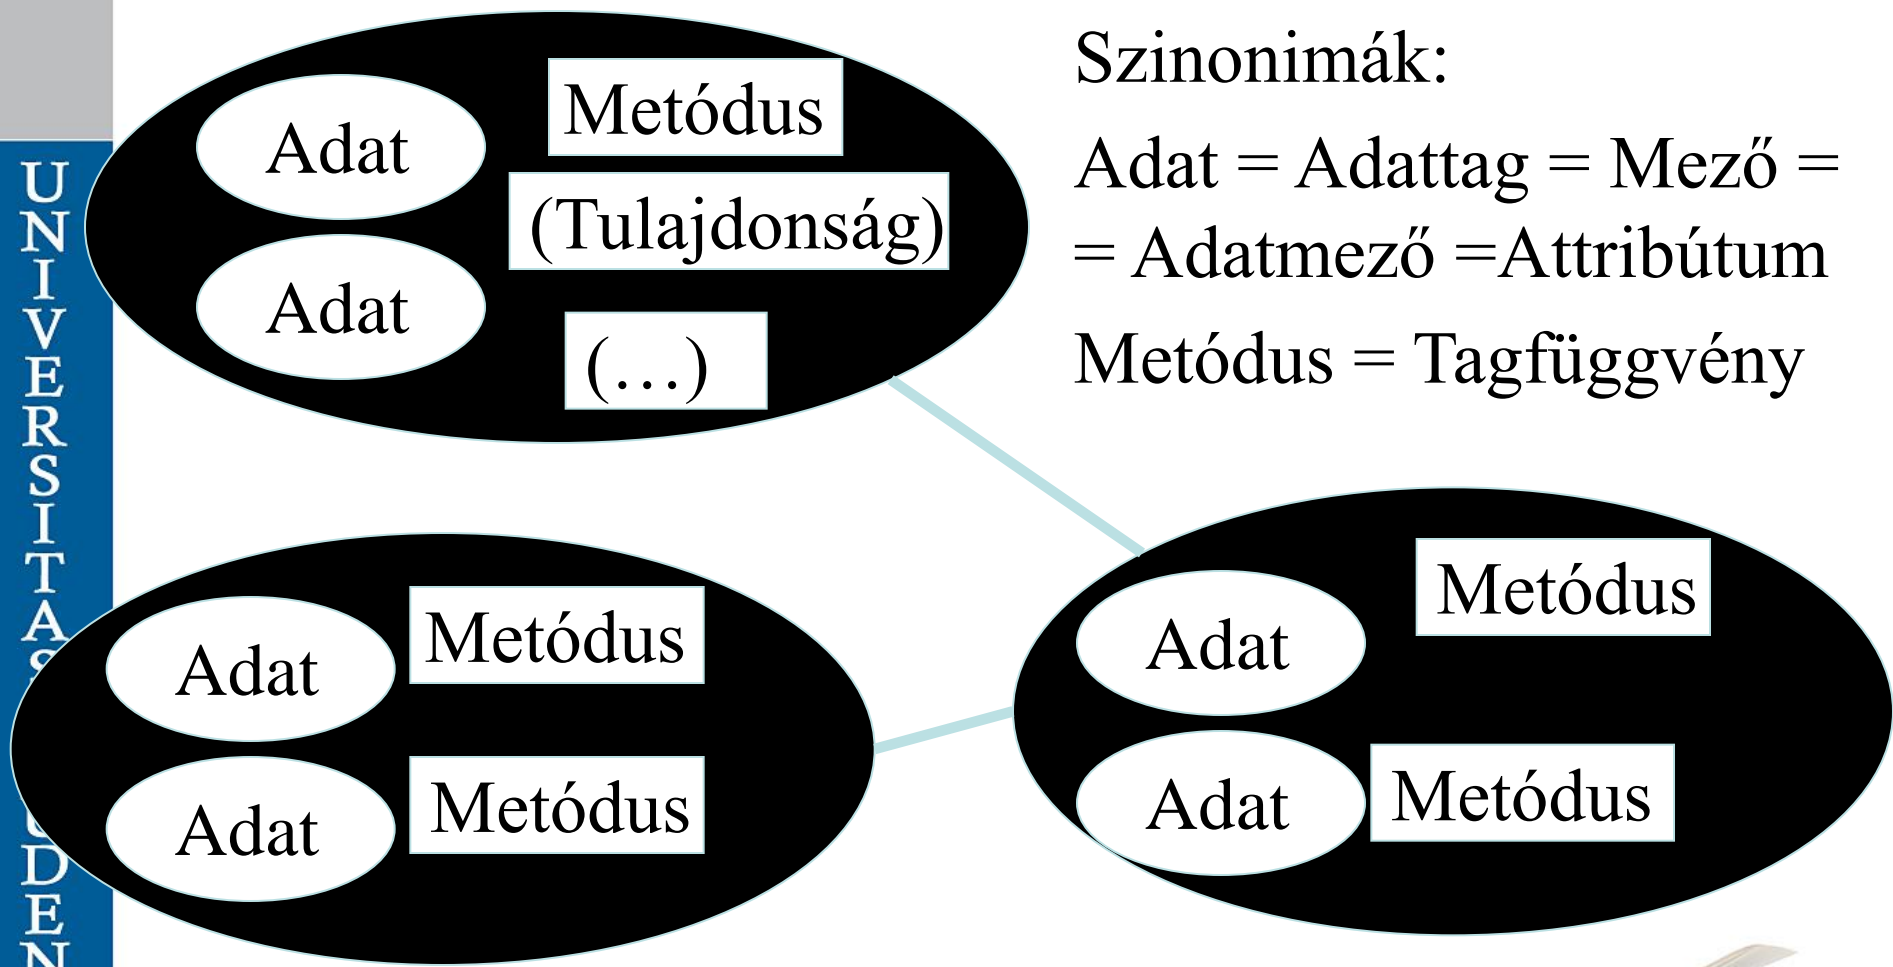 Szinonimák:
Adat = Adattag = Mező =
= Adatmező =Attribútum
Metódus = Tagfüggvény
Adat
Metódus
(Tulajdonság)
Adat
(…)
Adat
Metódus
Adat
Metódus
Adat
Metódus
Adat
Metódus